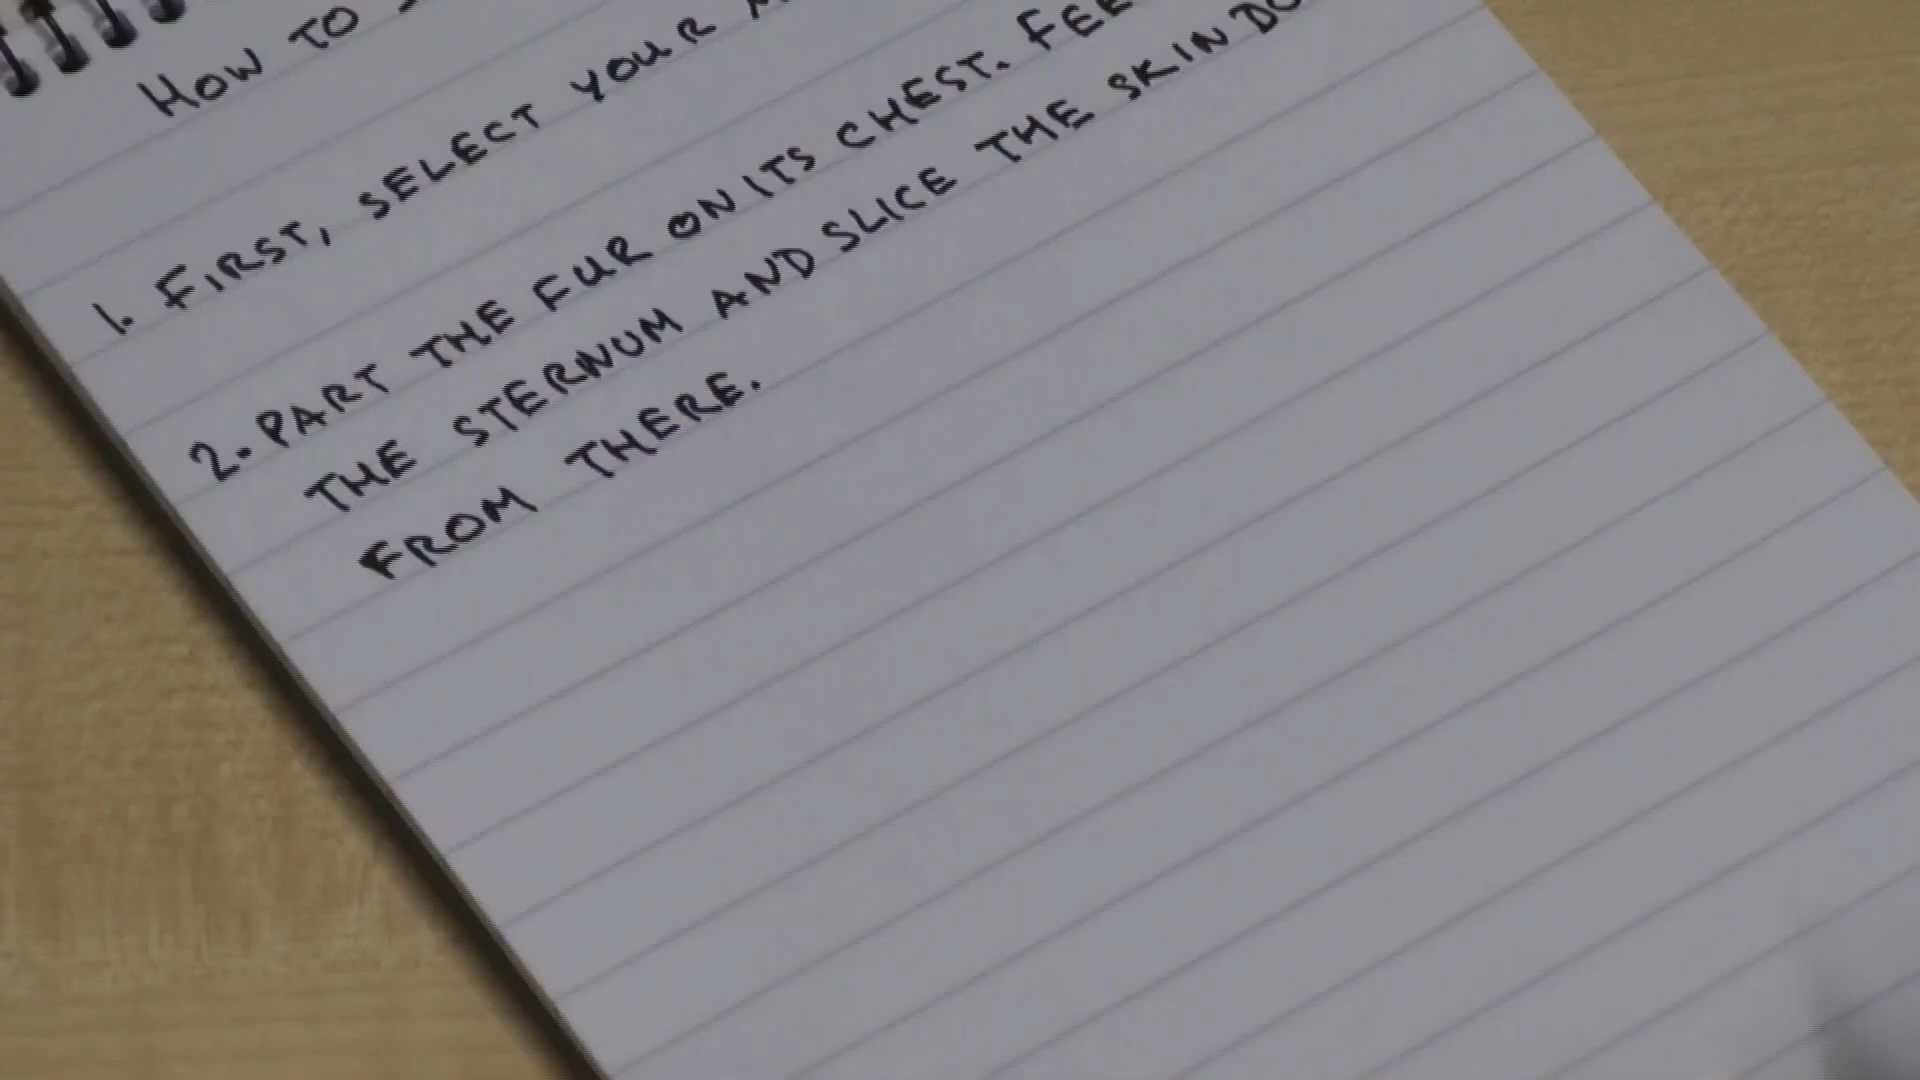 HOW TO
1. FIRST, SELECT YOUR
2. PART THE FUR ON ITS CHEST.
THE STERNUM AND SLICE THE SKIN
FROM THERE.